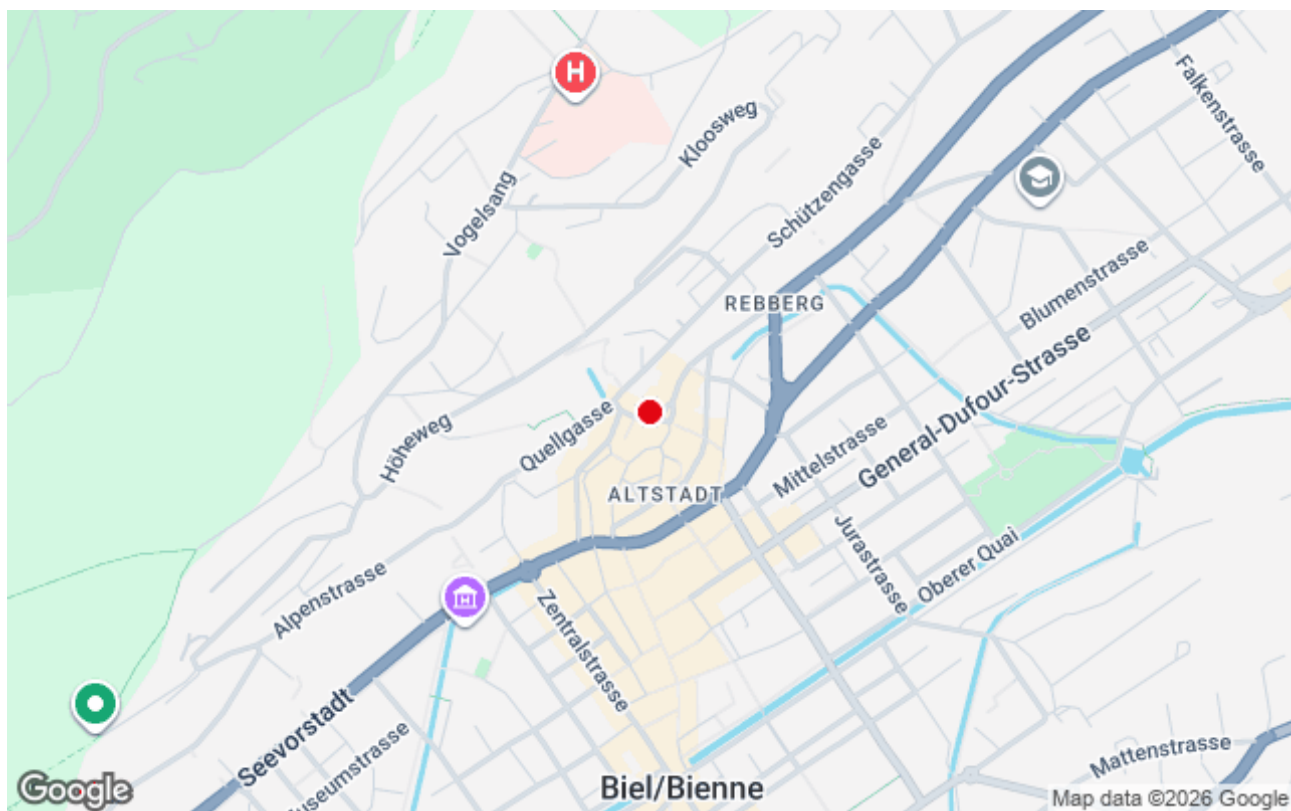 H
Falkenstrasse
Kloosweg
Schützengasse
Vogelsang
Blumenstrasse
REBBERG
General-Dufour-Strasse
Höheweg
Quellgasse
Mittelstrasse
ALTSTADT
Jurastrasse
Oberer Quai
Alpenstrasse
Zentralstrasse
Seevorstadt
Museumstrasse
Mattenstrasse
Biel/Bienne
Google
Map data ©2026 Google